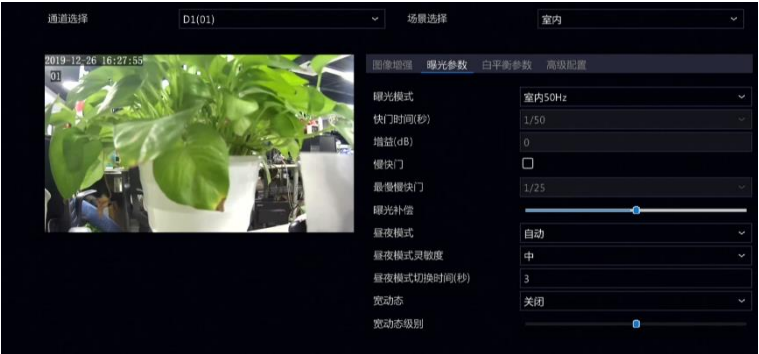 通道选择 D1(01) 场景选择 室内
2019-12-26 16:27:55
01
图像增强 曝光参数 白平衡参数 高级配置
曝光模式 室内50Hz
快门时间(秒) 1/50
增益(dB) 0
慢快门
最慢慢快门 1/25
曝光补偿
昼夜模式 自动
昼夜模式灵敏度 中
昼夜模式切换时间(秒) 3
宽动态 关闭
宽动态级别